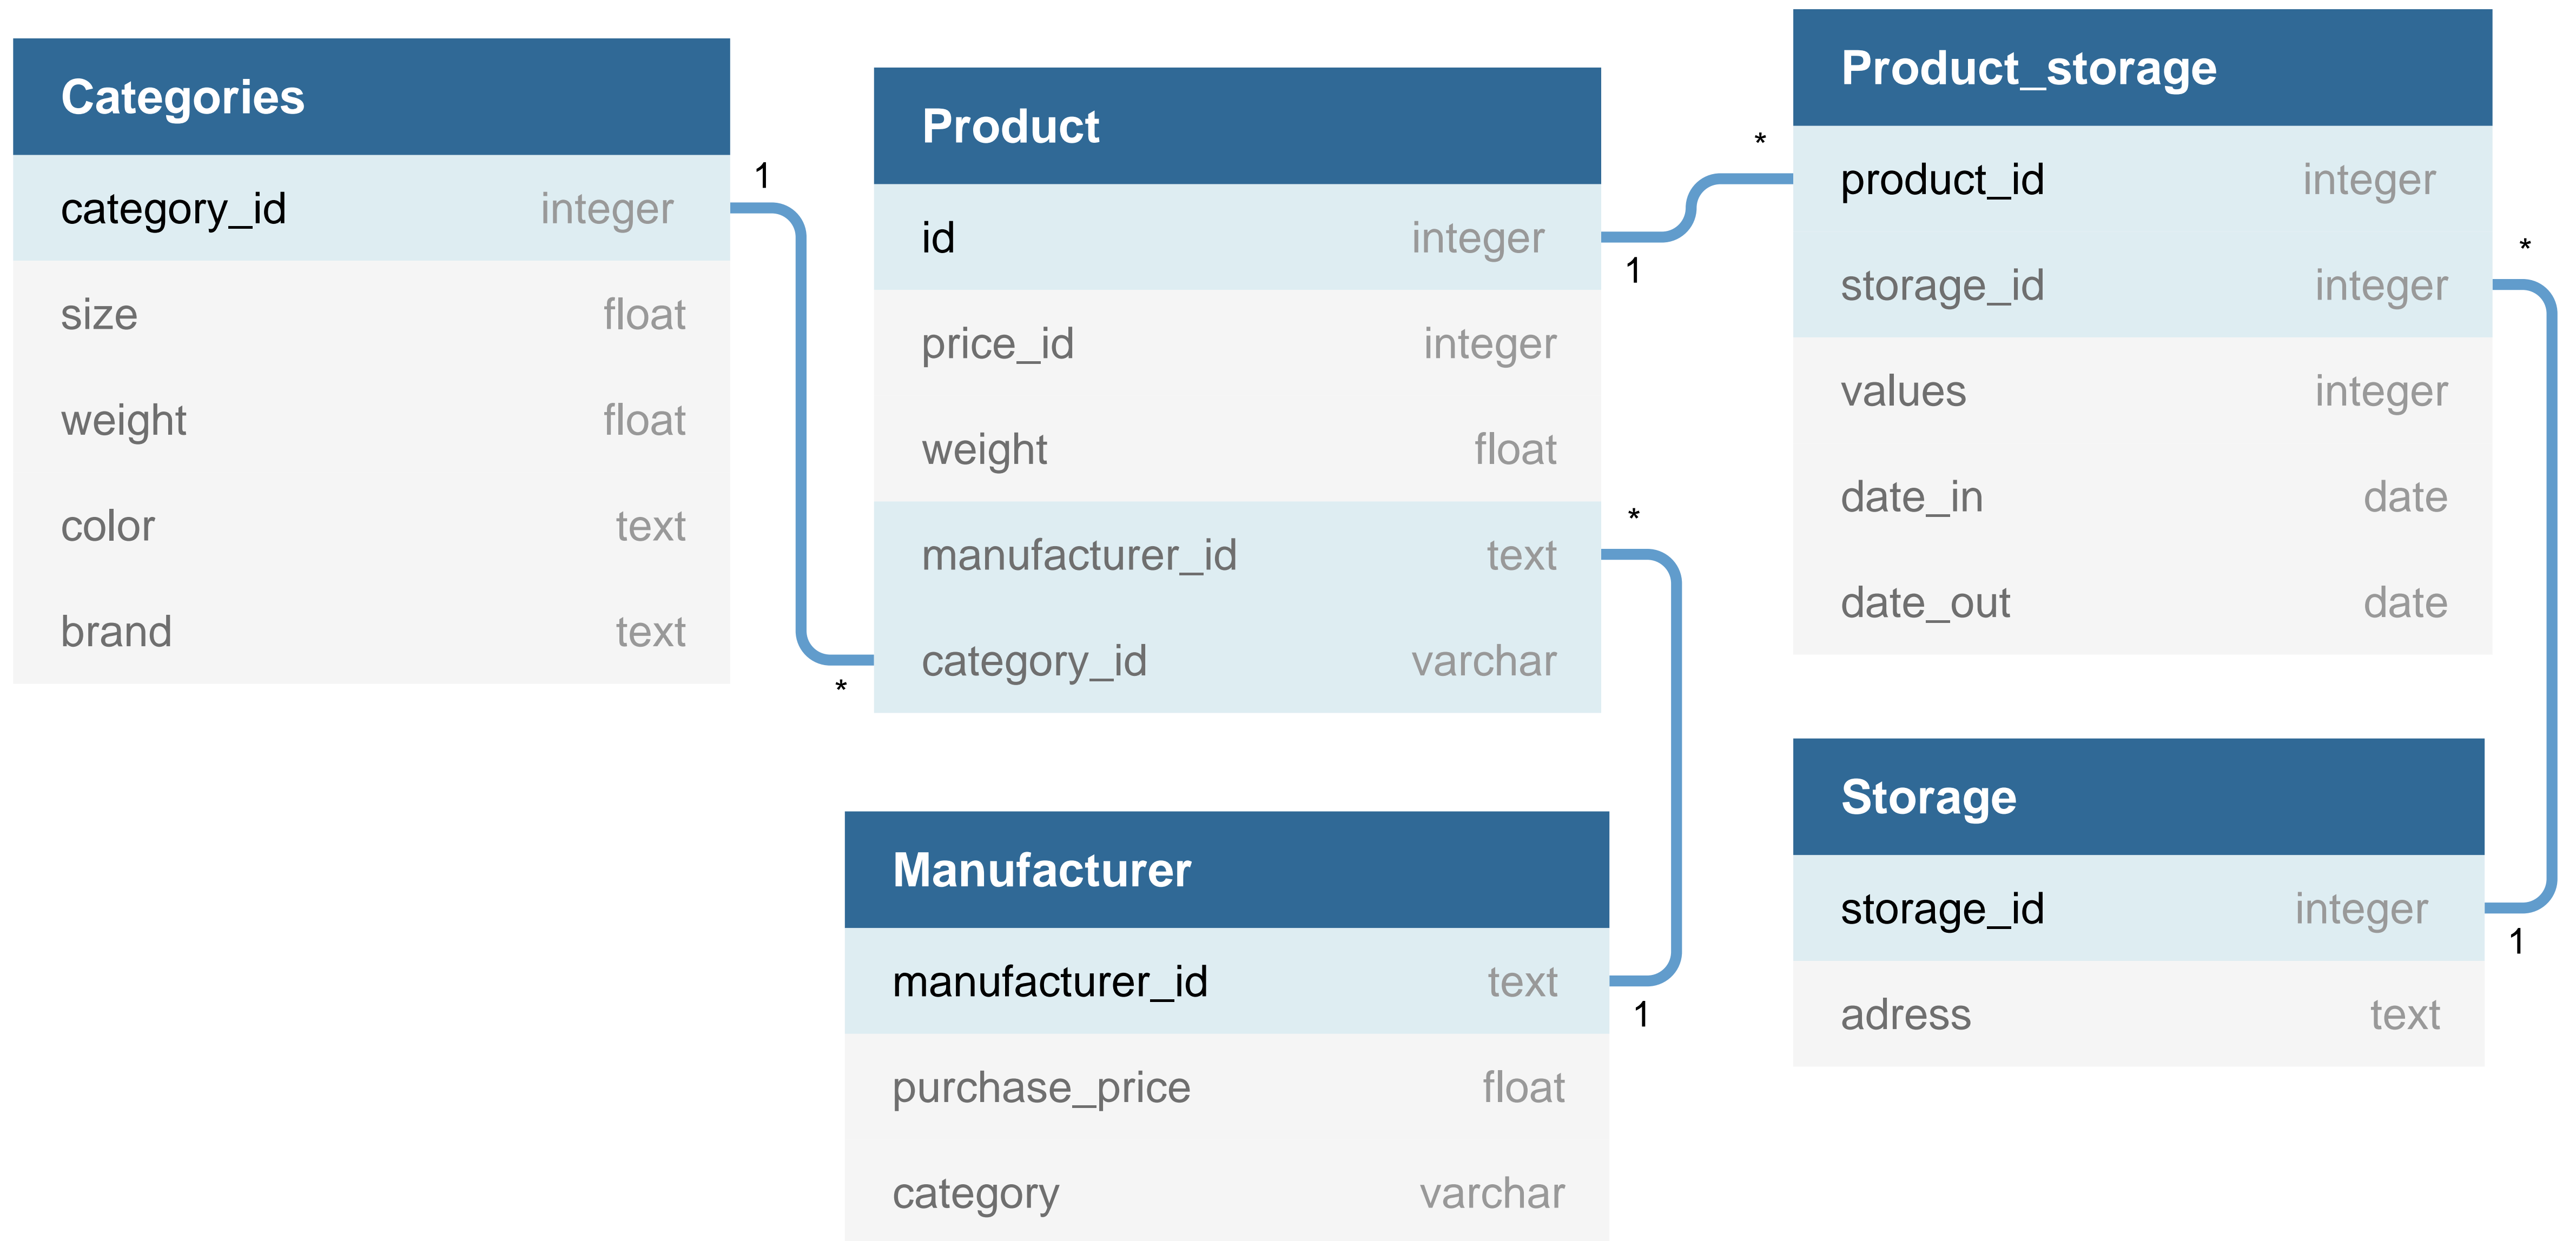 Categories
category_id integer
size float
weight float
color text
brand text
1
*
Product
id integer
price_id integer
weight float
manufacturer_id text
category_id varchar
1
*
*
1
Manufacturer
manufacturer_id text
purchase_price float
category varchar
Product_storage
product_id integer
storage_id integer
values integer
date_in date
date_out date
*
1
Storage
storage_id integer
adress text